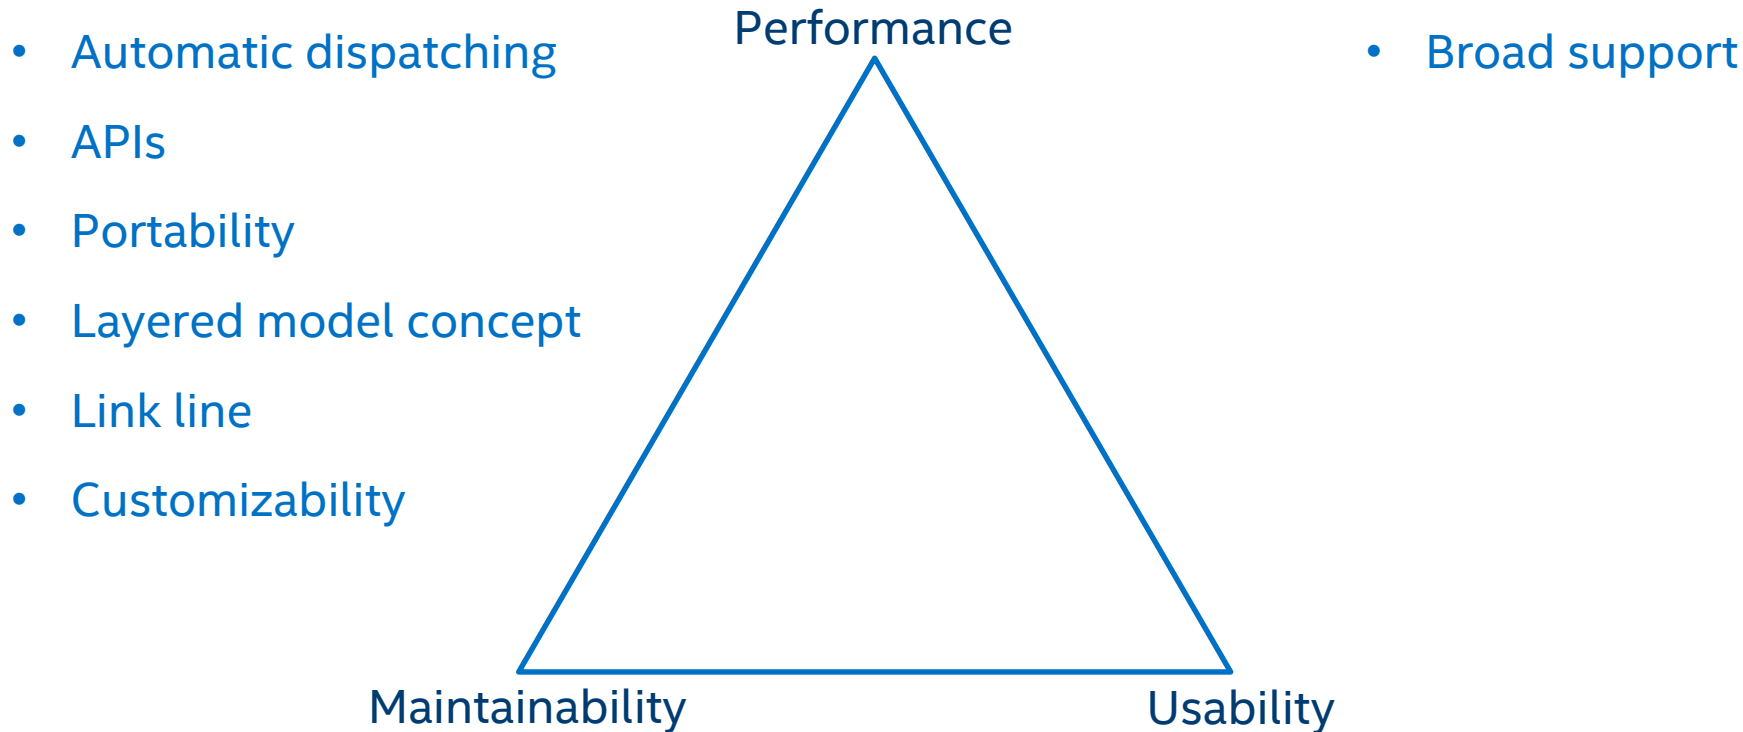 Performance
• Automatic dispatching
• APIs
• Portability
• Layered model concept
• Link line
• Customizability
• Broad support
Maintainability
Usability